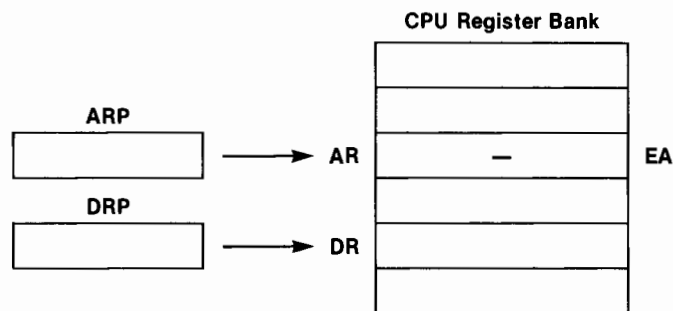 CPU Register Bank
ARP
AR
—
EA
DRP
DR